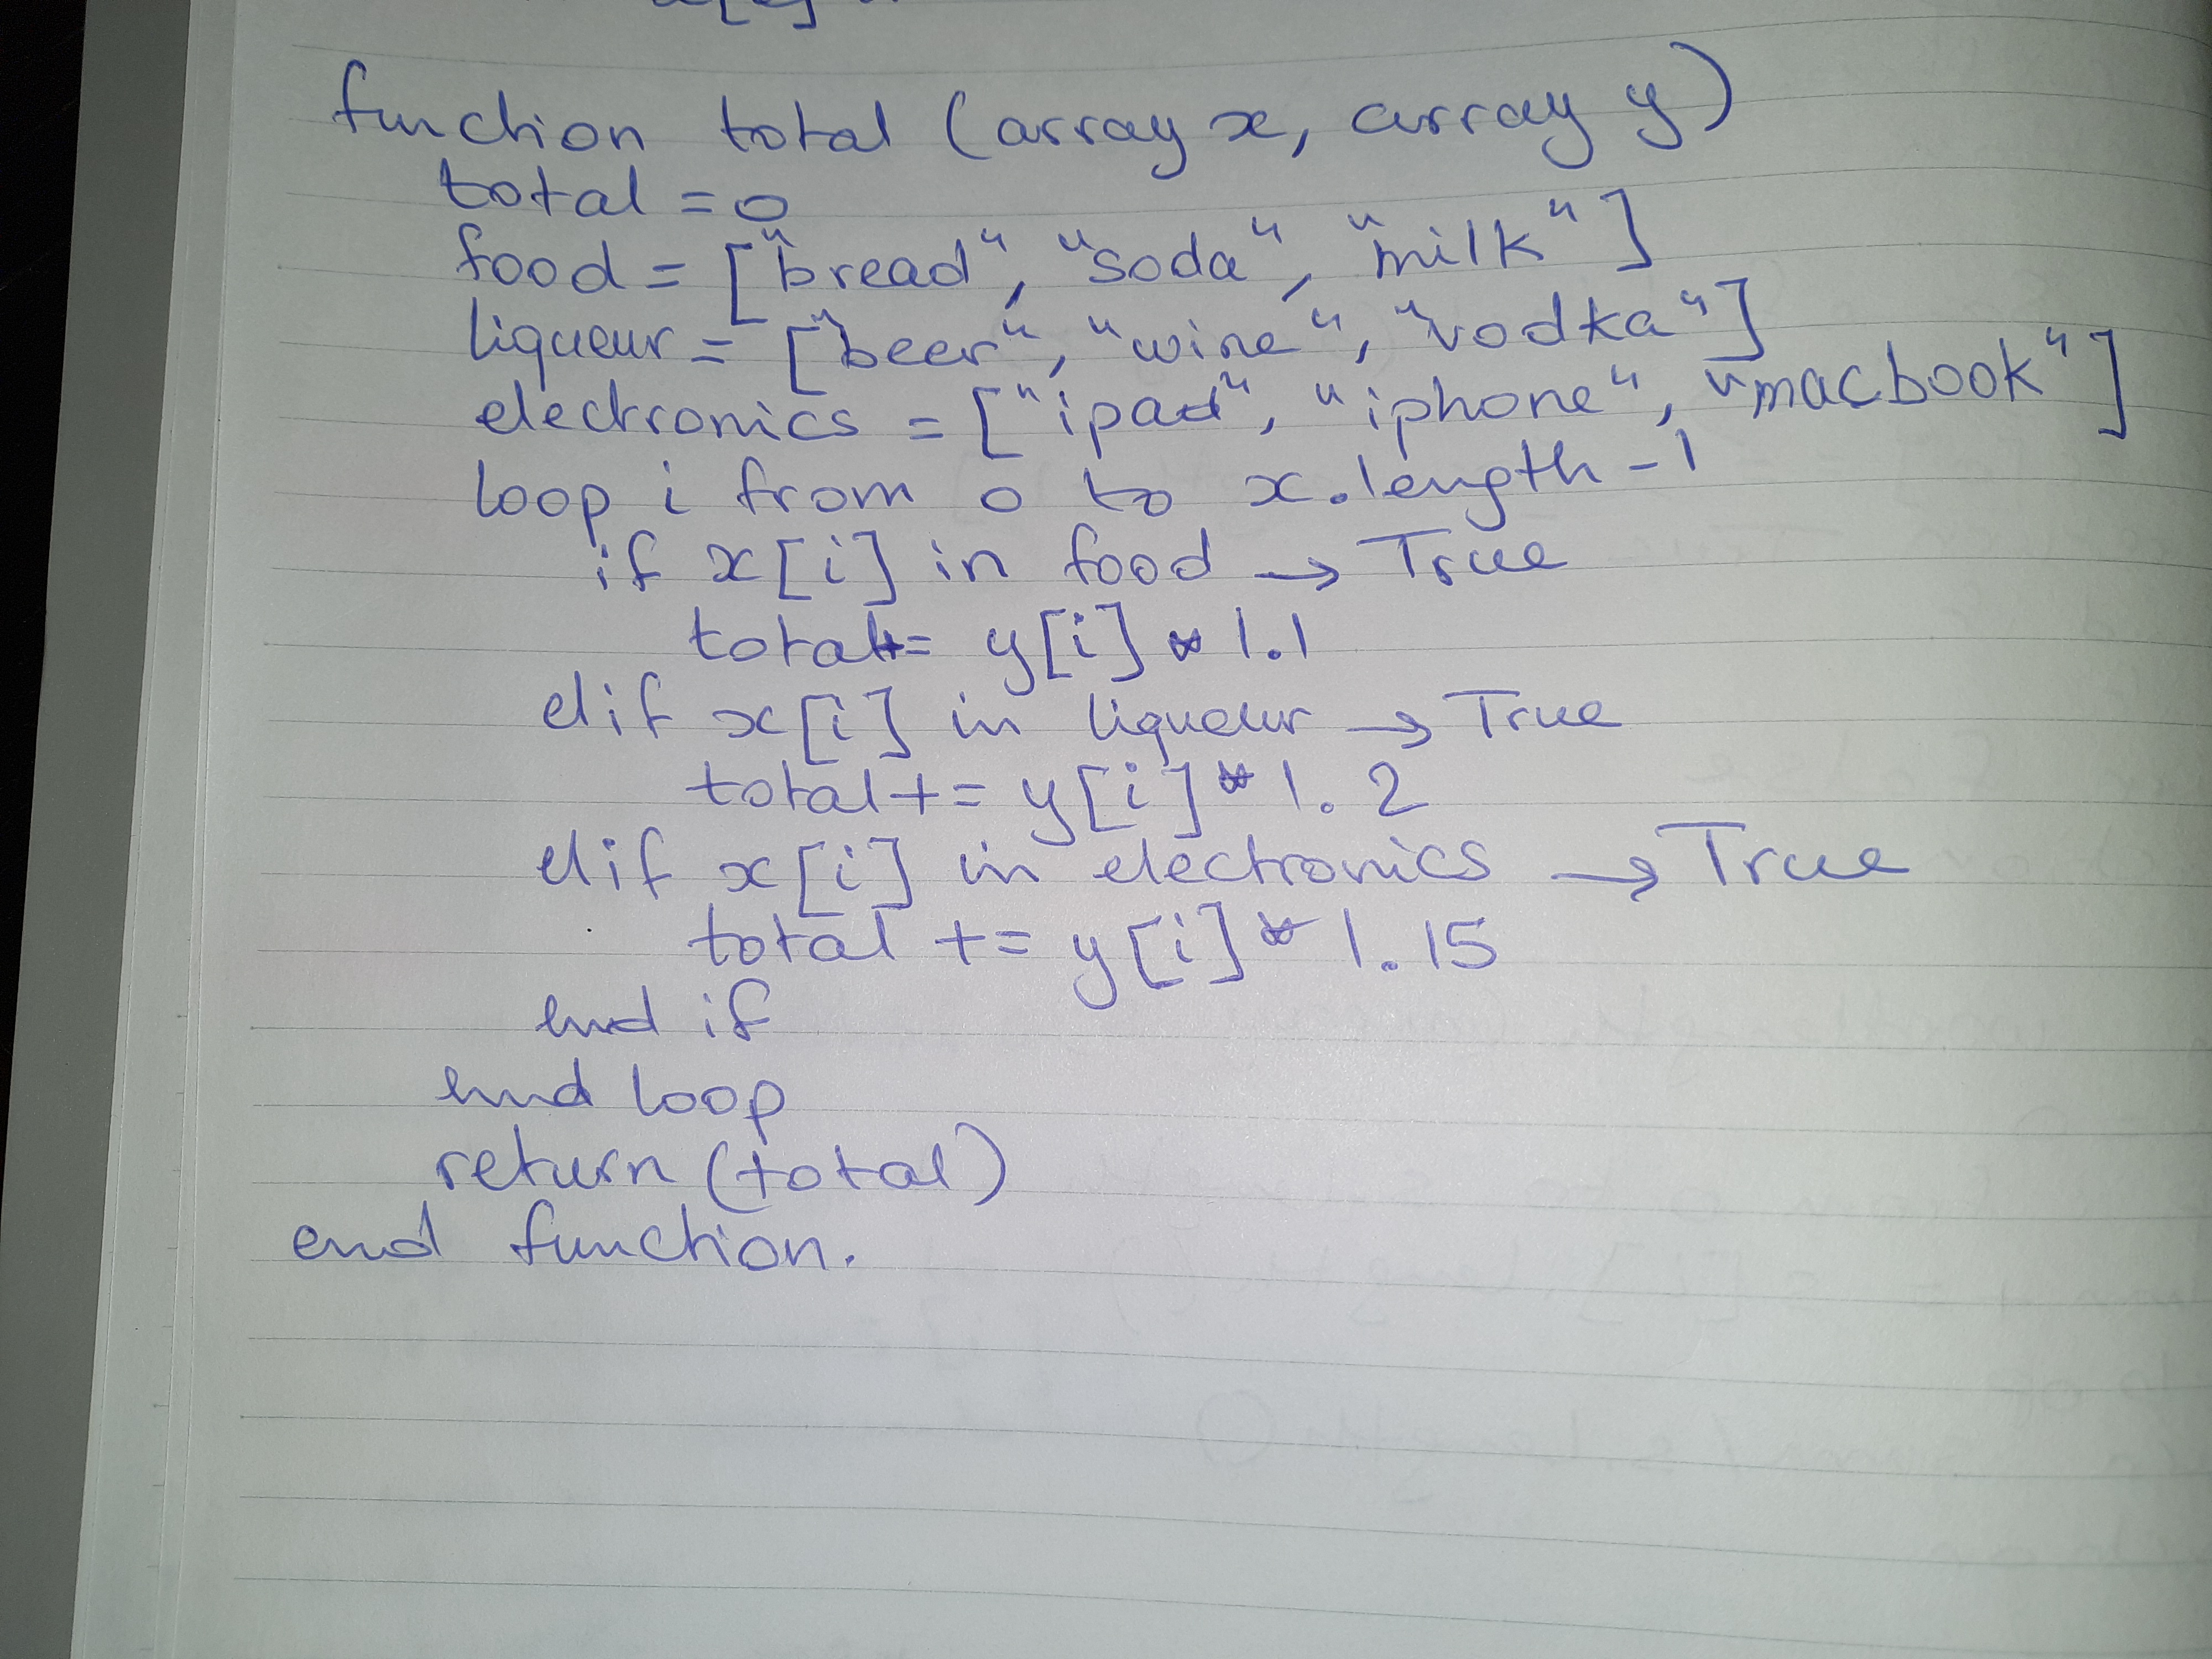 function total (array x, array y)
total = 0
food = ["bread", "soda", "milk"]
liqueur = ["beer", "wine", "vodka"]
electronics = ["ipad", "iphone", "macbook"]
loop i from 0 to x.length-1
if x[i] in food → True
total+= y[i] * 1.1
elif x[i] in liqueur → True
total+= y[i] * 1.2
elif x[i] in electronics → True
total += y[i] * 1.15
end if
end loop
return (total)
end function.